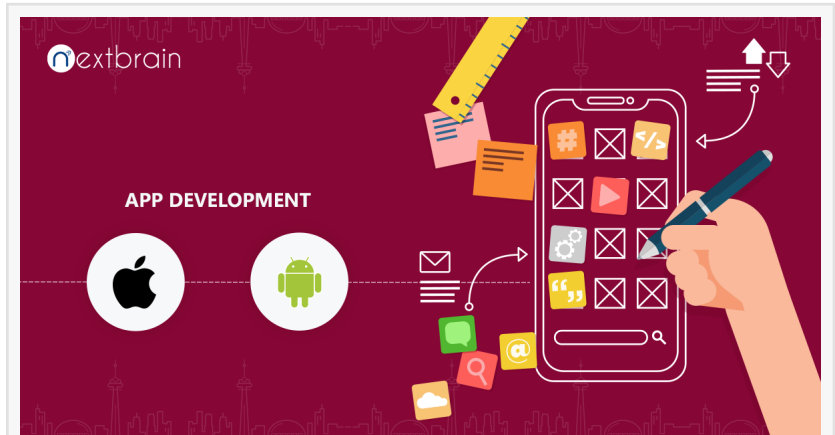 nextbrain
APP DEVELOPMENT
#
</>
“ ”
@